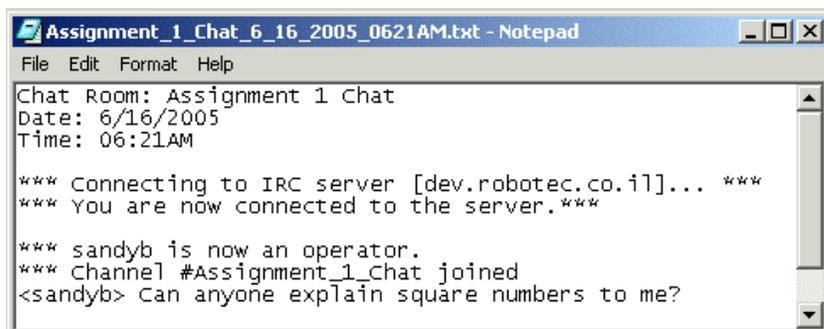 Assignment_1_Chat_6_16_2005_0621AM.txt - Notepad
File Edit Format Help
Chat Room: Assignment 1 Chat
Date: 6/16/2005
Time: 06:21AM
*** Connecting to IRC server [dev.robotec.co.il]... ***
*** You are now connected to the server.***
*** sandyb is now an operator.
*** Channel #Assignment_1_Chat joined
<sandyb> Can anyone explain square numbers to me?